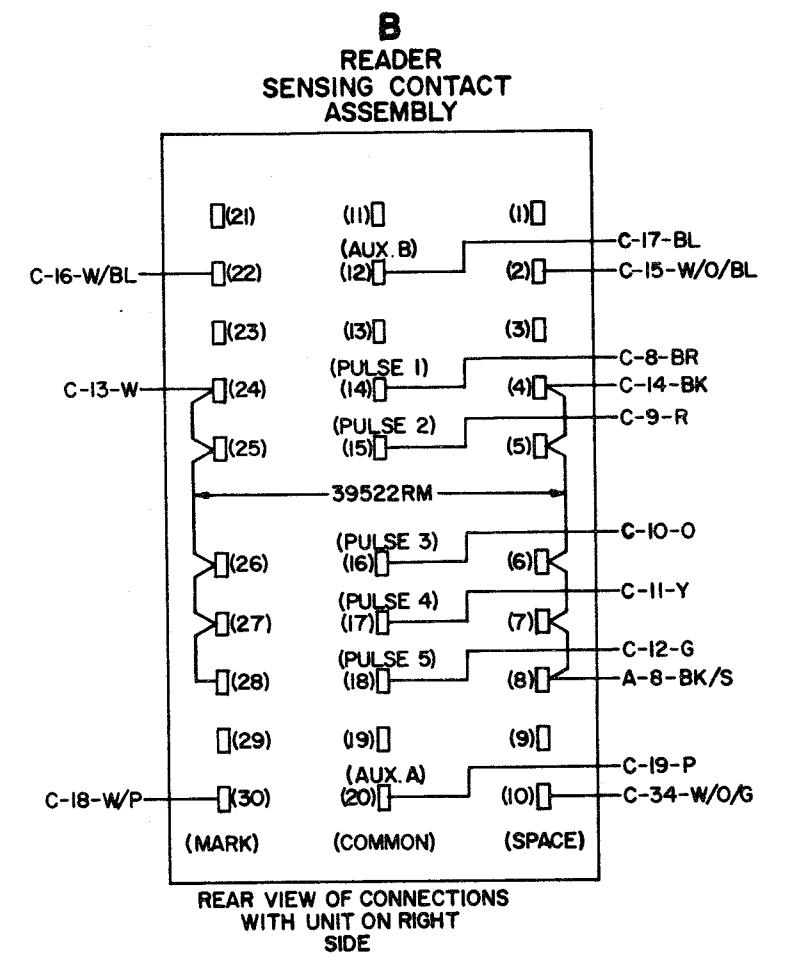 B
READER
SENSING CONTACT
ASSEMBLY
(21) (11) (1)
(AUX. B) C-17-BL
C-16-W/BL (22) (12) (2) C-15-W/O/BL
(23) (13) (3)
(PULSE 1) C-8-BR
C-13-W (24) (14) (4) C-14-BK
(PULSE 2) C-9-R
(25) (15) (5)
39522RM
(PULSE 3) C-10-O
(26) (16) (6)
(PULSE 4) C-11-Y
(27) (17) (7)
(PULSE 5) C-12-G
(28) (18) (8) A-8-BK/S
(29) (19) (9)
(AUX. A) C-19-P
C-18-W/P (30) (20) (10) C-34-W/O/G
(MARK) (COMMON) (SPACE)
REAR VIEW OF CONNECTIONS
WITH UNIT ON RIGHT
SIDE